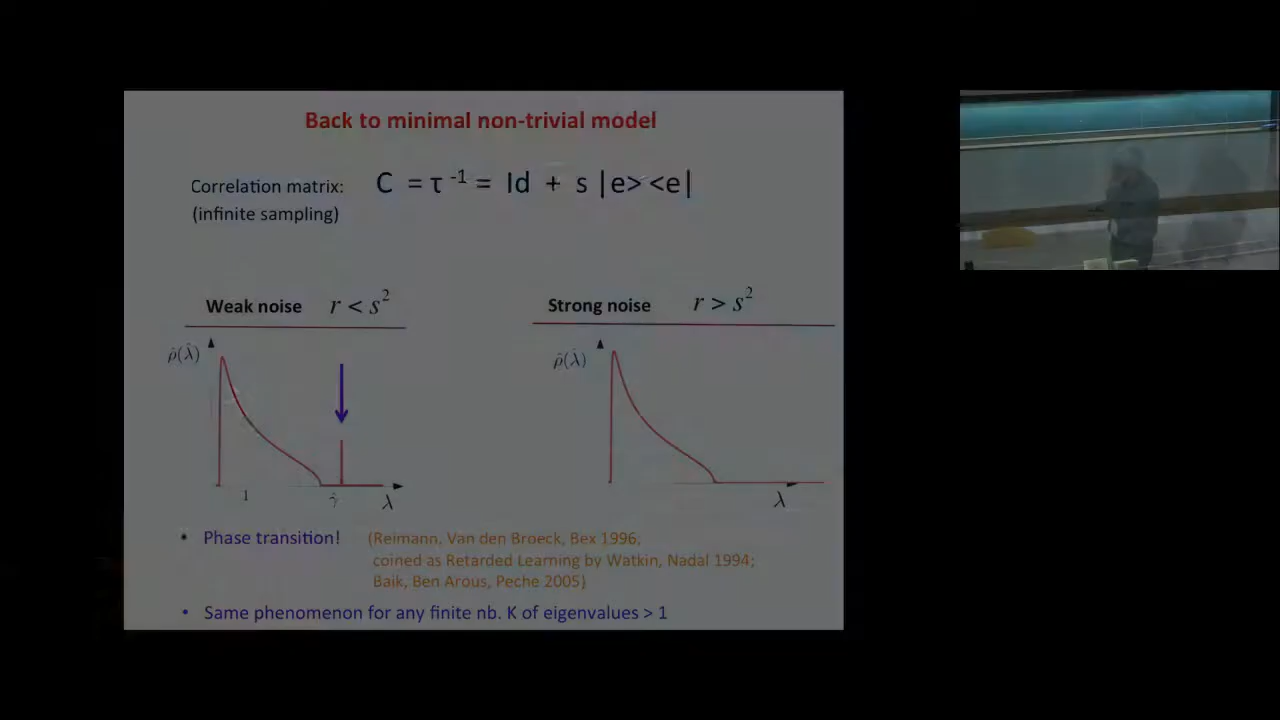 Back to minimal non-trivial model
Correlation matrix: C = τ⁻¹ = Id + s |e> <e|
(infinite sampling)
Weak noise r < s²
Strong noise r > s²
ρ̂(λ̂)
ρ̂(λ̂)
1
γ̂
λ
λ
• Phase transition! (Reimann, Van den Broeck, Bex 1996;
coined as Retarded Learning by Watkin, Nadal 1994;
Baik, Ben Arous, Peche 2005)
• Same phenomenon for any finite nb. K of eigenvalues > 1